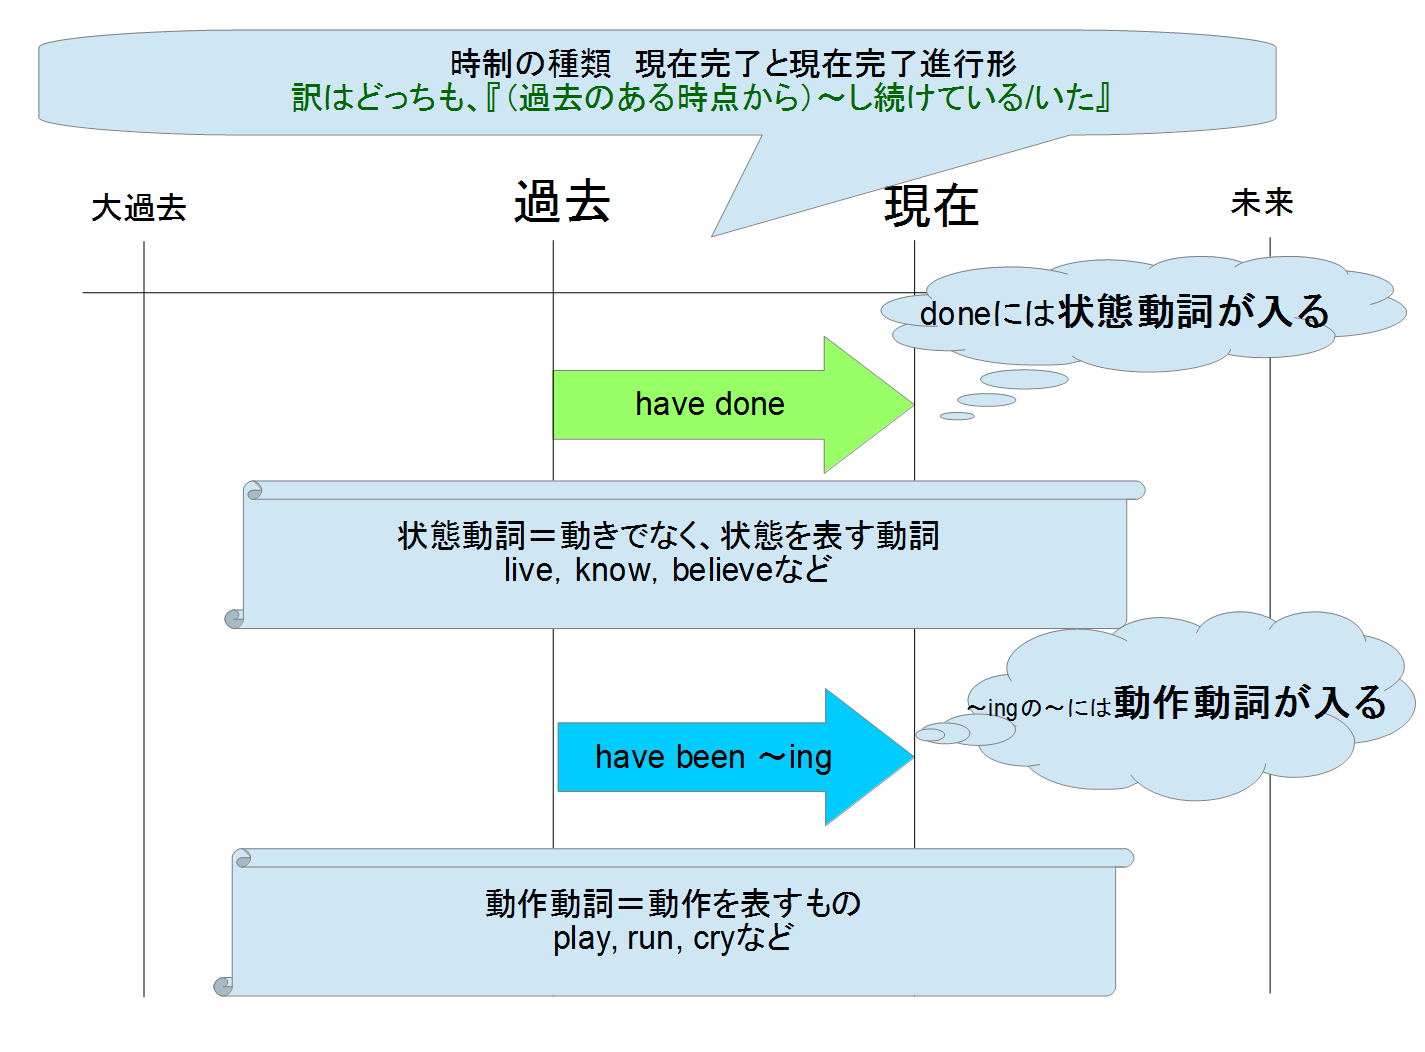 時制の種類　現在完了と現在完了進行形
訳はどっちも、『（過去のある時点から）～し続けている/いた』
大過去
過去
現在
未来
doneには状態動詞が入る
have done
状態動詞＝動きでなく、状態を表す動詞
live, know, believeなど
～ingの～には動作動詞が入る
have been ～ing
動作動詞＝動作を表すもの
play, run, cryなど